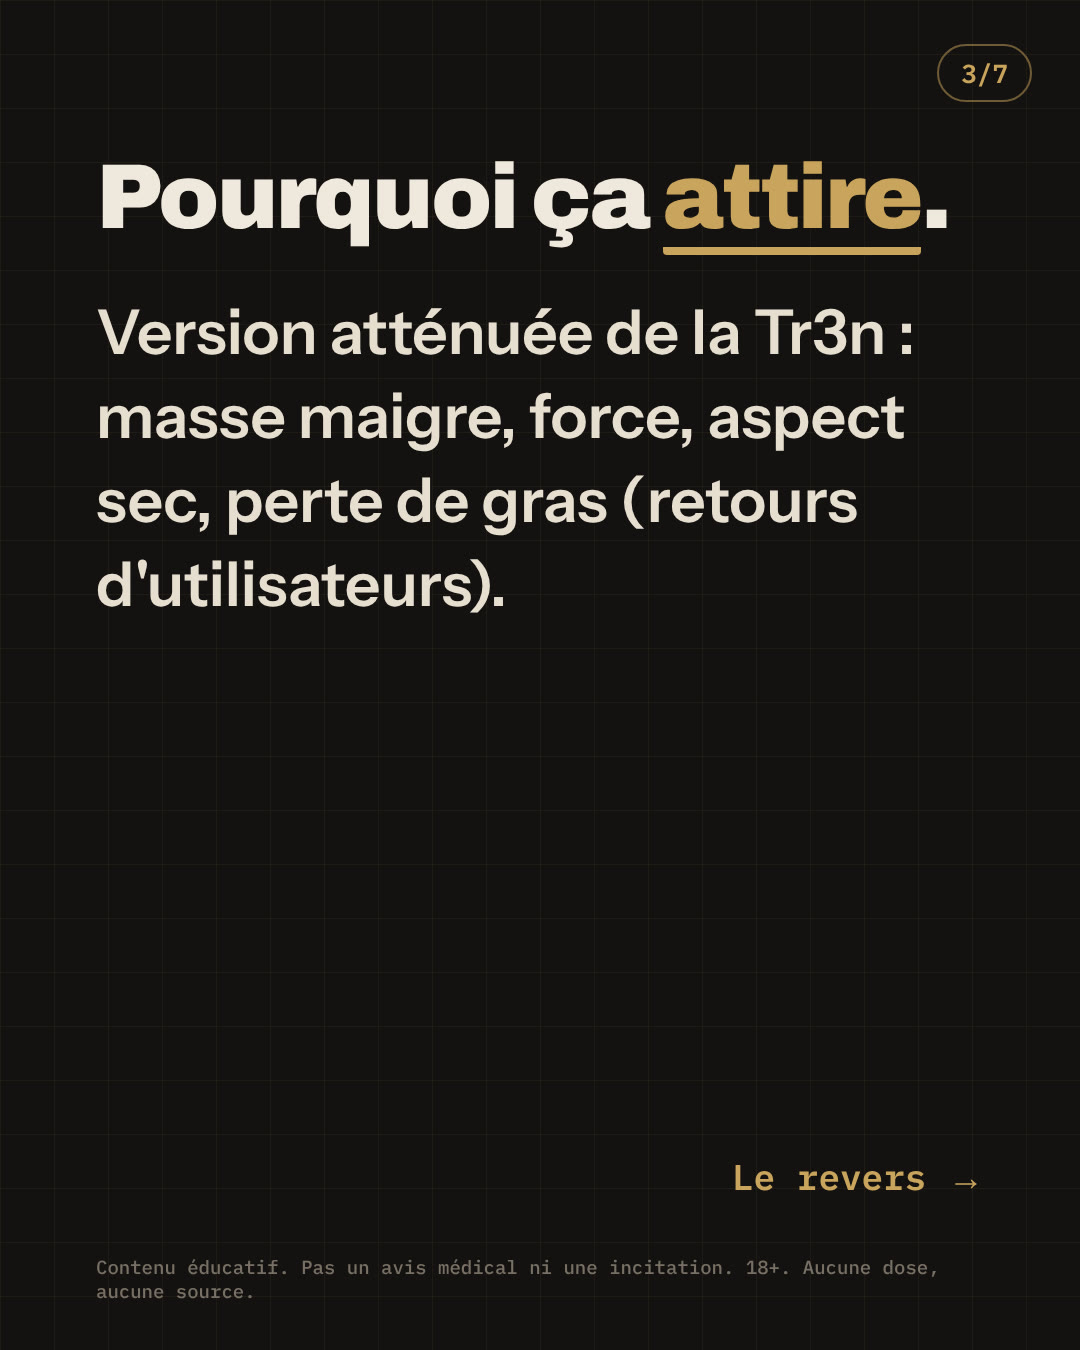 3/7
Pourquoi ça attire.
Version atténuée de la Tr3n :
masse maigre, force, aspect
sec, perte de gras (retours
d'utilisateurs).
Le revers →
Contenu éducatif. Pas un avis médical ni une incitation. 18+. Aucune dose,
aucune source.